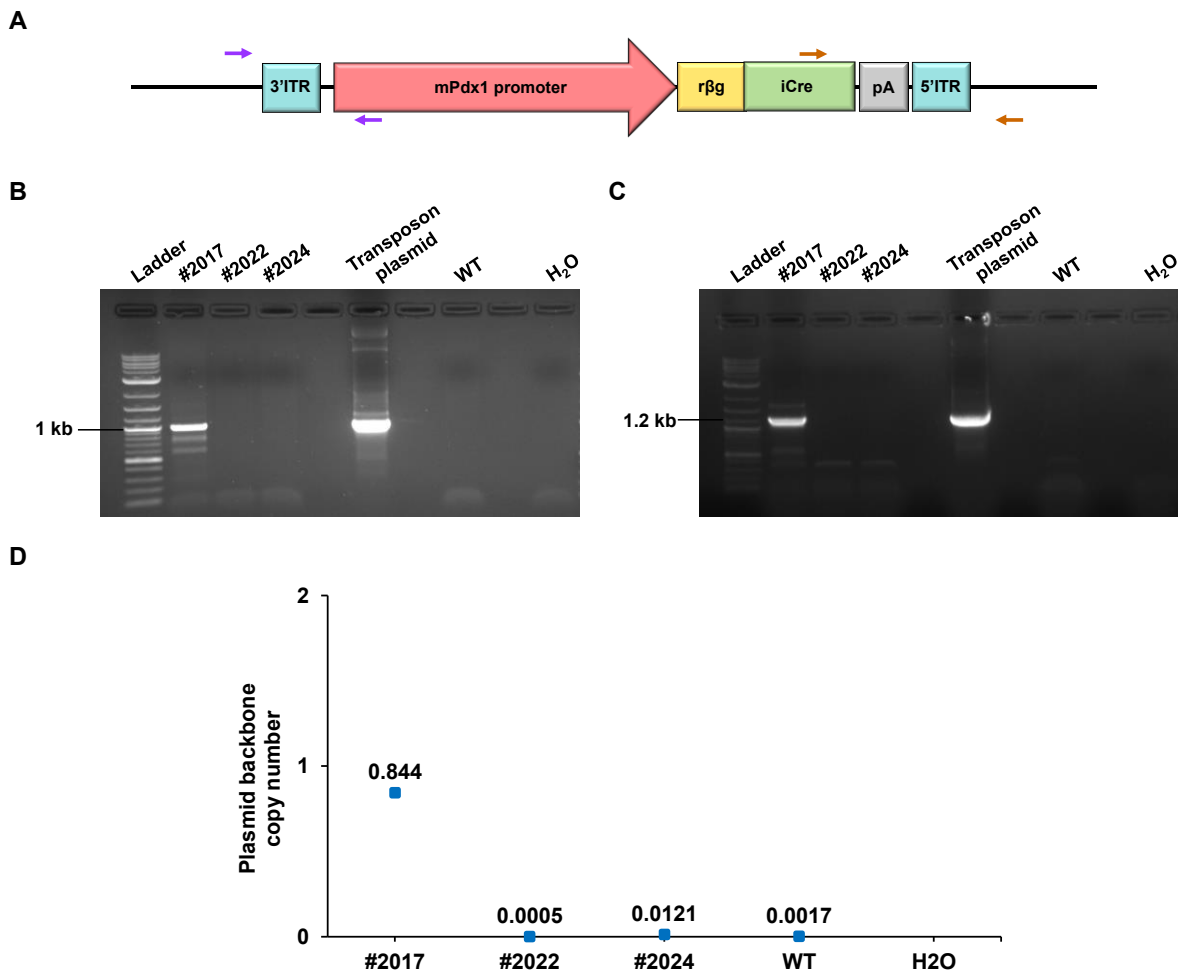 A
3'ITR mPdx1 promoter rβg iCre pA 5'ITR
B
Ladder
#2017
#2022
#2024
Transposon
plasmid
WT
H₂O
1 kb
C
Ladder
#2017
#2022
#2024
Transposon
plasmid
WT
H₂O
1.2 kb
D
Plasmid backbone
copy number
2
1
0
0.844
0.0005
0.0121
0.0017
#2017 #2022 #2024 WT H2O